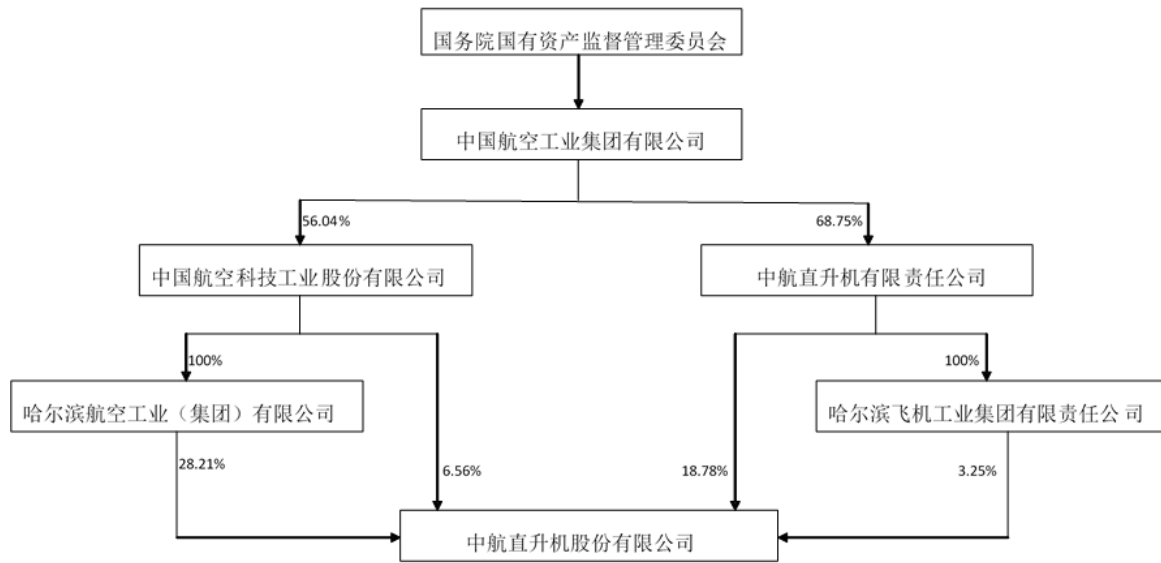 国务院国有资产监督管理委员会
中国航空工业集团有限公司
56.04%
68.75%
中国航空科技工业股份有限公司
中航直升机有限责任公司
100%
100%
哈尔滨航空工业（集团）有限公司
哈尔滨飞机工业集团有限责任公司
28.21%
6.56%
18.78%
3.25%
中航直升机股份有限公司